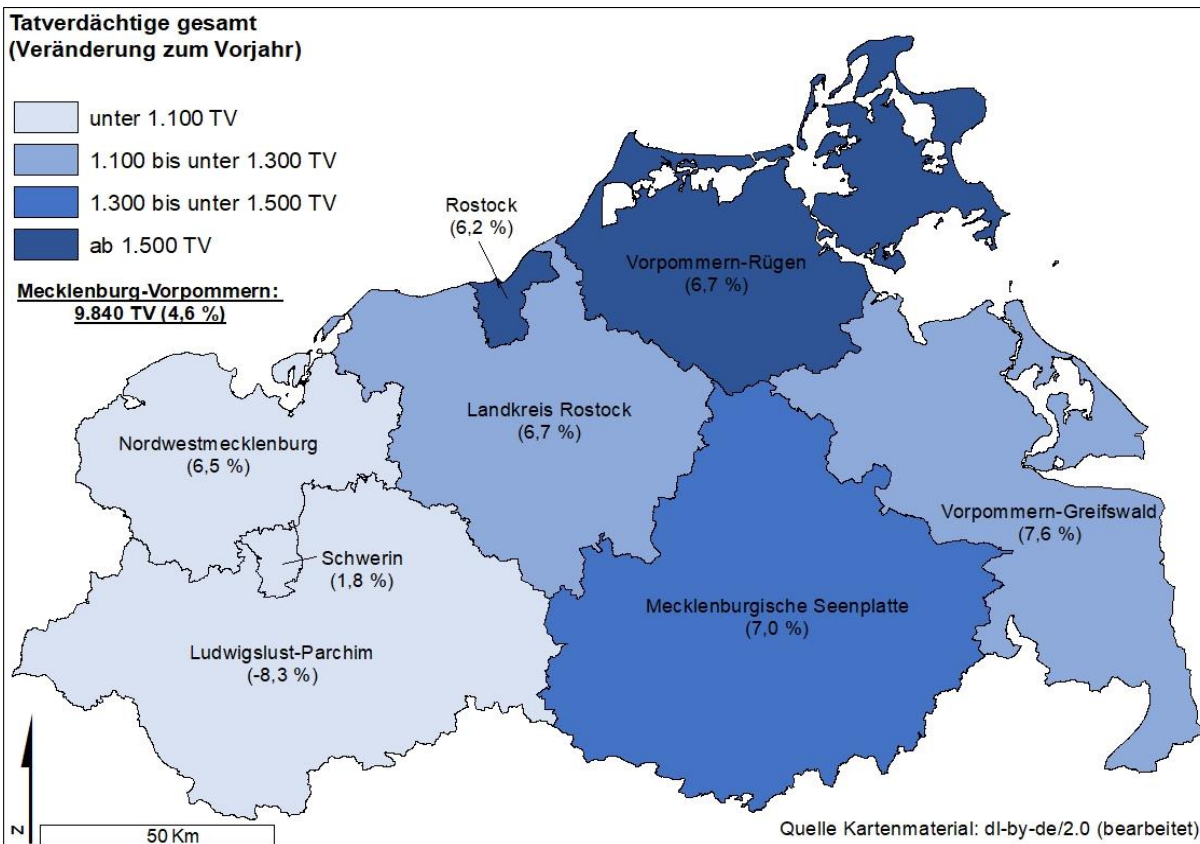 Tatverdächtige gesamt
(Veränderung zum Vorjahr)
unter 1.100 TV
1.100 bis unter 1.300 TV
1.300 bis unter 1.500 TV
ab 1.500 TV
Mecklenburg-Vorpommern:
9.840 TV (4,6 %)
Rostock
(6,2 %)
Vorpommern-Rügen
(6,7 %)
Landkreis Rostock
(6,7 %)
Nordwestmecklenburg
(6,5 %)
Vorpommern-Greifswald
(7,6 %)
Schwerin
(1,8 %)
Mecklenburgische Seenplatte
(7,0 %)
Ludwigslust-Parchim
(-8,3 %)
N
50 Km
Quelle Kartenmaterial: dl-by-de/2.0 (bearbeitet)